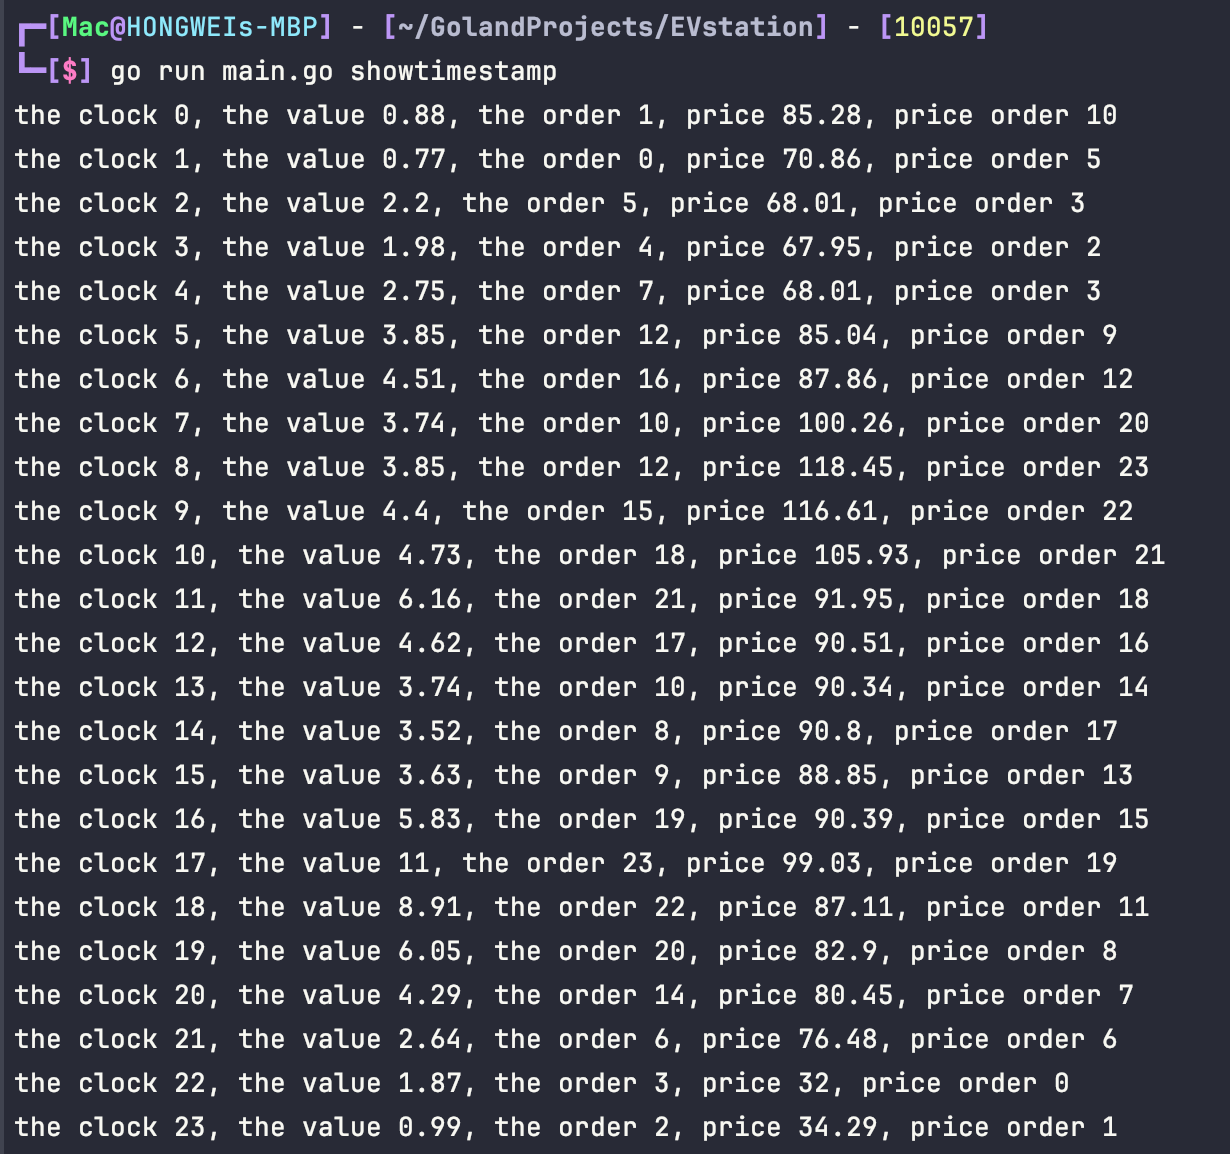 [Mac@HONGWEIs-MBP] - [~/GolandProjects/EVstation] - [10057]
[$] go run main.go showtimestamp
the clock 0, the value 0.88, the order 1, price 85.28, price order 10
the clock 1, the value 0.77, the order 0, price 70.86, price order 5
the clock 2, the value 2.2, the order 5, price 68.01, price order 3
the clock 3, the value 1.98, the order 4, price 67.95, price order 2
the clock 4, the value 2.75, the order 7, price 68.01, price order 3
the clock 5, the value 3.85, the order 12, price 85.04, price order 9
the clock 6, the value 4.51, the order 16, price 87.86, price order 12
the clock 7, the value 3.74, the order 10, price 100.26, price order 20
the clock 8, the value 3.85, the order 12, price 118.45, price order 23
the clock 9, the value 4.4, the order 15, price 116.61, price order 22
the clock 10, the value 4.73, the order 18, price 105.93, price order 21
the clock 11, the value 6.16, the order 21, price 91.95, price order 18
the clock 12, the value 4.62, the order 17, price 90.51, price order 16
the clock 13, the value 3.74, the order 10, price 90.34, price order 14
the clock 14, the value 3.52, the order 8, price 90.8, price order 17
the clock 15, the value 3.63, the order 9, price 88.85, price order 13
the clock 16, the value 5.83, the order 19, price 90.39, price order 15
the clock 17, the value 11, the order 23, price 99.03, price order 19
the clock 18, the value 8.91, the order 22, price 87.11, price order 11
the clock 19, the value 6.05, the order 20, price 82.9, price order 8
the clock 20, the value 4.29, the order 14, price 80.45, price order 7
the clock 21, the value 2.64, the order 6, price 76.48, price order 6
the clock 22, the value 1.87, the order 3, price 32, price order 0
the clock 23, the value 0.99, the order 2, price 34.29, price order 1